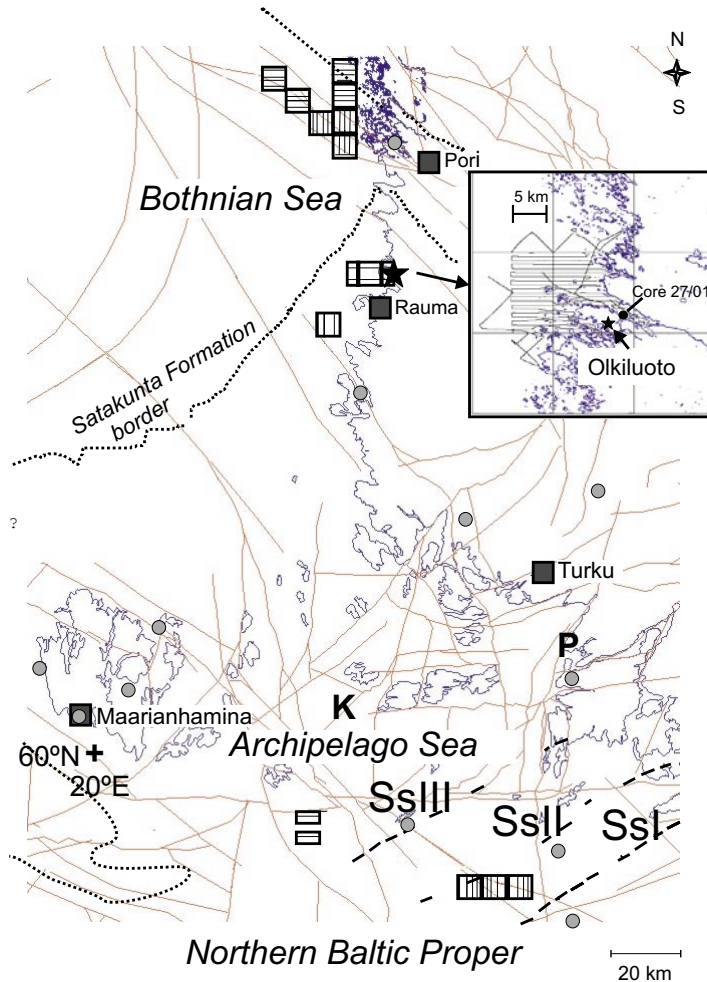 N
S
Pori
Bothnian Sea
5 km
Core 27/01
Olkiluoto
Rauma
Satakunta Formation
border
?
Turku
P
K
Maarianhamina
Archipelago Sea
60ºN
20ºE
SsIII
SsII
SsI
Northern Baltic Proper
20 km